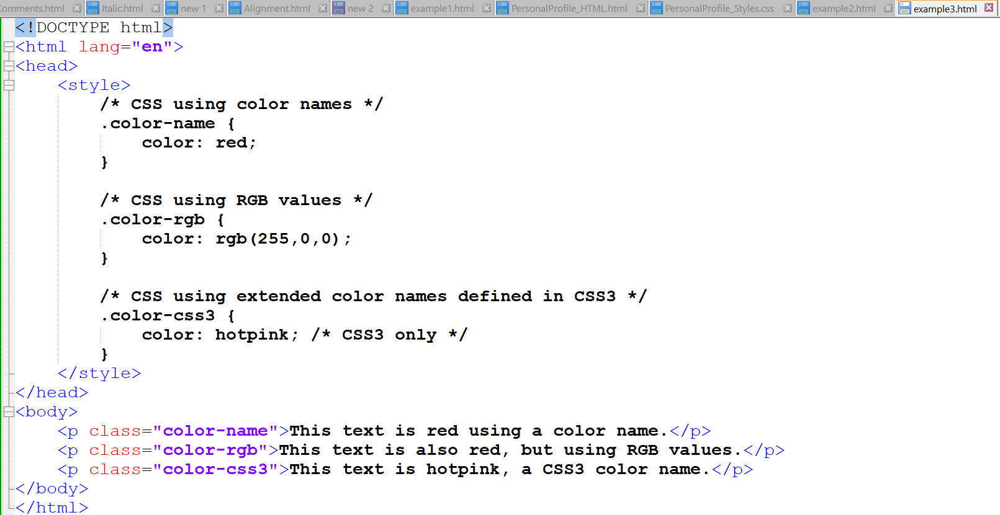 Comments.html Italic.html new 1 Alignment.html new 2 example1.html PersonalProfile_HTML.html PersonalProfile_Styles.css example2.html example3.html
<!DOCTYPE html>
<html lang="en">
<head>
    <style>
        /* CSS using color names */
        .color-name {
            color: red;
        }

        /* CSS using RGB values */
        .color-rgb {
            color: rgb(255,0,0);
        }

        /* CSS using extended color names defined in CSS3 */
        .color-css3 {
            color: hotpink; /* CSS3 only */
        }
    </style>
</head>
<body>
    <p class="color-name">This text is red using a color name.</p>
    <p class="color-rgb">This text is also red, but using RGB values.</p>
    <p class="color-css3">This text is hotpink, a CSS3 color name.</p>
</body>
</html>